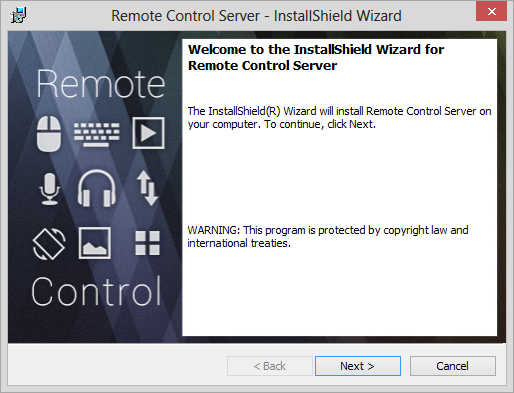 Remote Control Server - InstallShield Wizard
Remote
Control
Welcome to the InstallShield Wizard for
Remote Control Server
The InstallShield(R) Wizard will install Remote Control Server on
your computer. To continue, click Next.
WARNING: This program is protected by copyright law and
international treaties.
< Back
Next >
Cancel